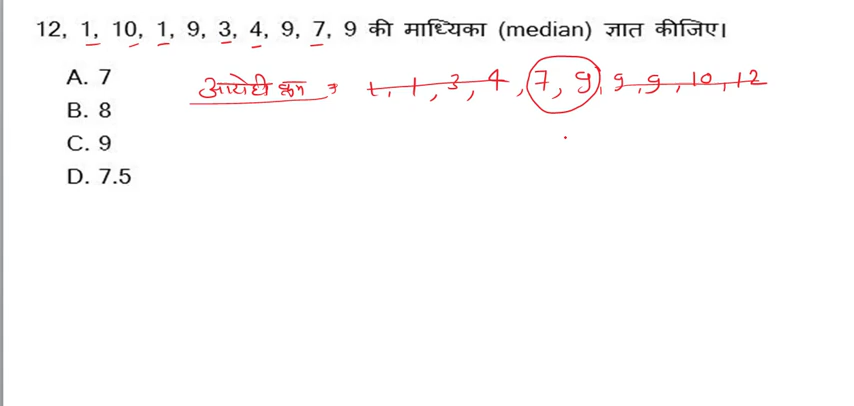 12, 1, 10, 1, 9, 3, 4, 9, 7, 9 की माध्यिका (median) ज्ञात कीजिए।
A. 7
आरोही क्रम → 1, 1, 3, 4, 7, 9, 9, 9, 10, 12
B. 8
C. 9
D. 7.5